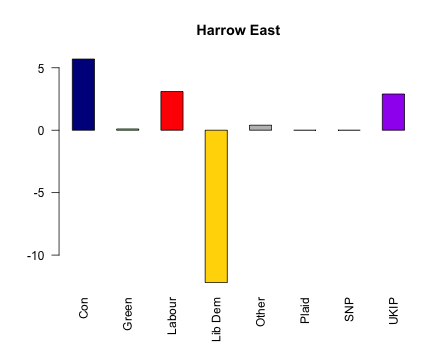 Harrow East
5
0
-5
-10
Con
Green
Labour
Lib Dem
Other
Plaid
SNP
UKIP